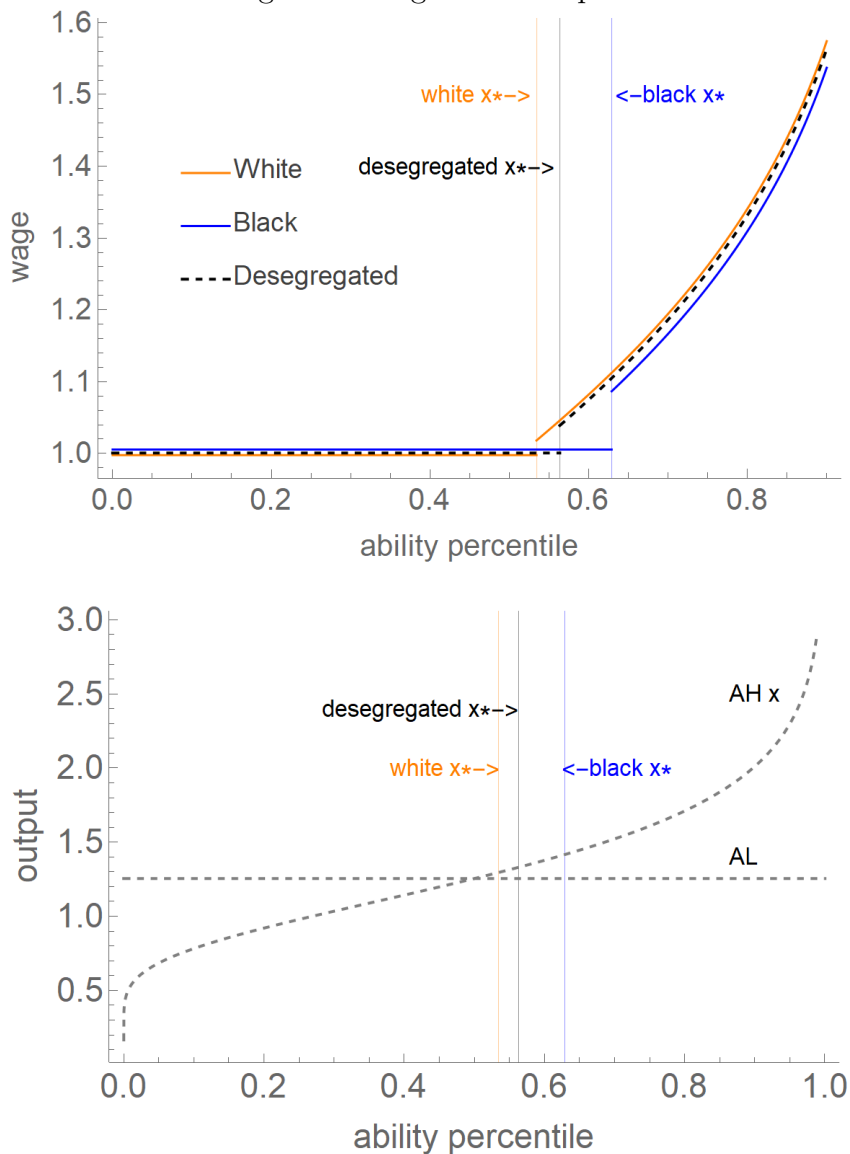 1.6
white x*->
<-black x*
1.5
desegregated x*->
White
1.4
Black
1.3
Desegregated
1.2
1.1
1.0
wage
0.0 0.2 0.4 0.6 0.8
ability percentile
3.0
2.5
AH x
desegregated x*->
white x*->
<-black x*
2.0
1.5
AL
1.0
0.5
output
0.0 0.2 0.4 0.6 0.8 1.0
ability percentile